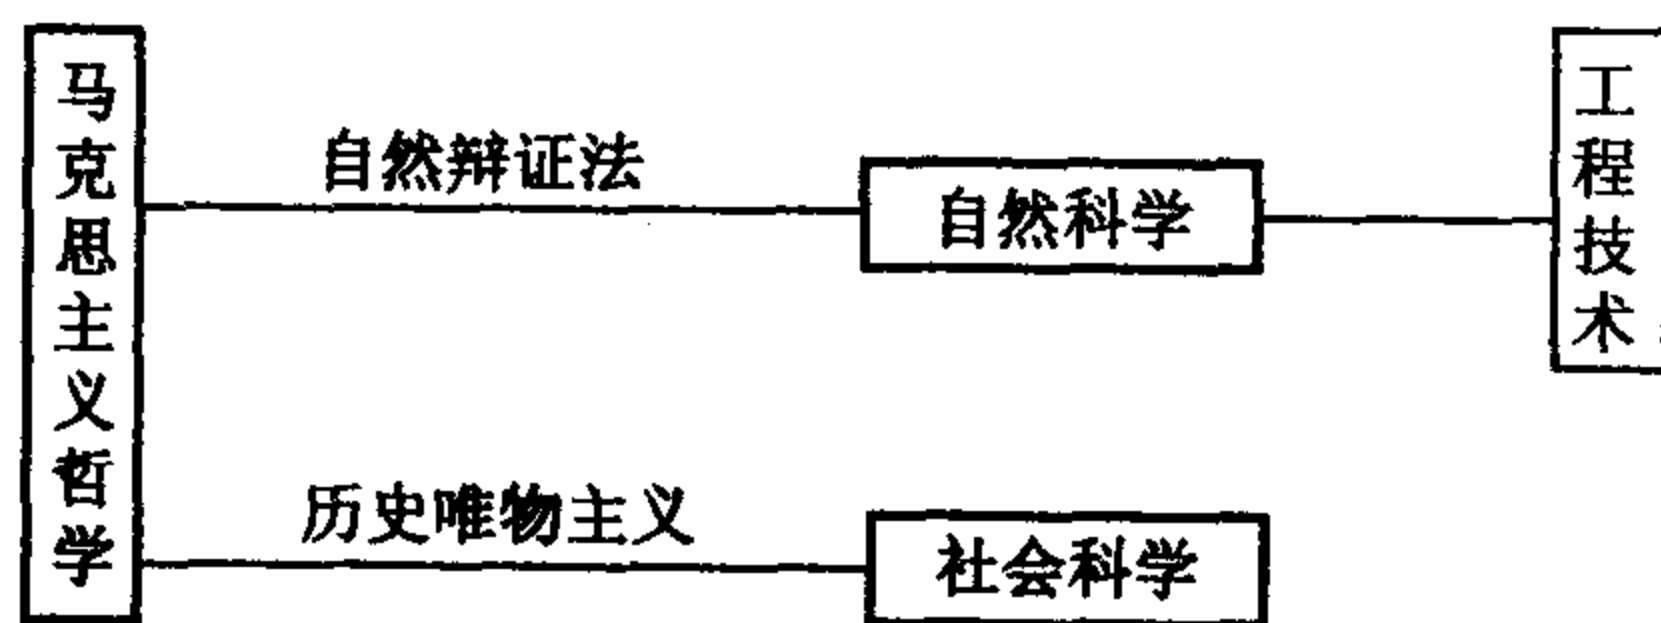 马克思主义哲学
自然辩证法
自然科学
工程技术
历史唯物主义
社会科学